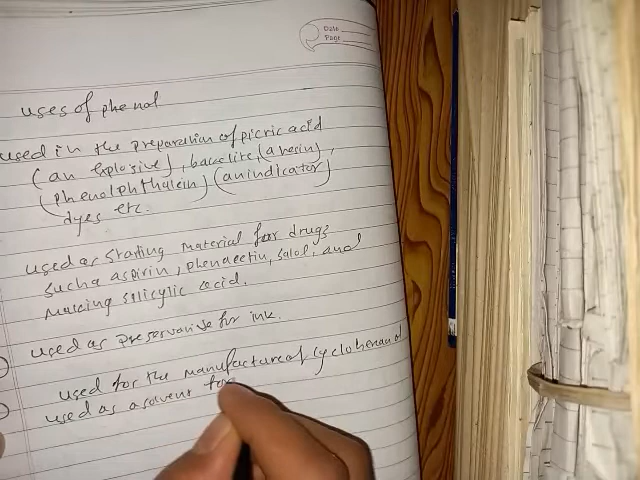 Date
Page
uses of phenol
used in the preparation of picric acid
(an explosive), bacelite, (a resin),
(phenolphthalein) (an indicator)
dyes etc.
used as starting material for drugs
such a aspirin, phenacetin, salol, and
making silicylic acid.
used as preservative for ink.
used for the manufacture of cyclohexanol
used as a solvent for